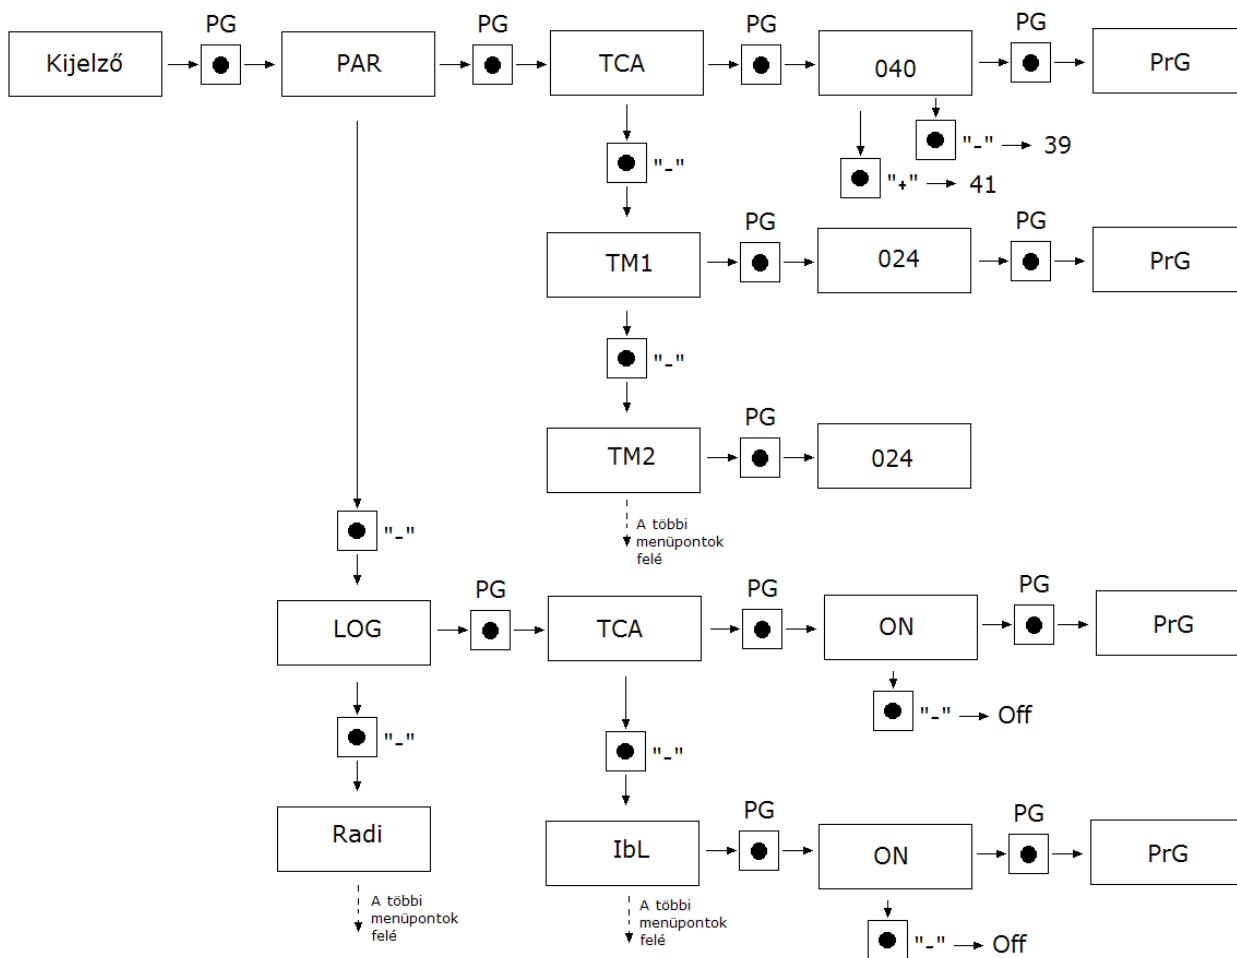 PG PG PG PG
Kijelző PAR TCA 040 PrG
"-" "-" → 39
"+" → 41
PG PG
TM1 024 PrG
"-"
PG
TM2 024
A többi
menüpontok
felé
"-"
PG PG PG
LOG TCA ON PrG
"-" → Off
"-" "-"
PG PG
Radi IbL ON PrG
A többi
menüpontok
felé
A többi
menüpontok
felé
"-" → Off